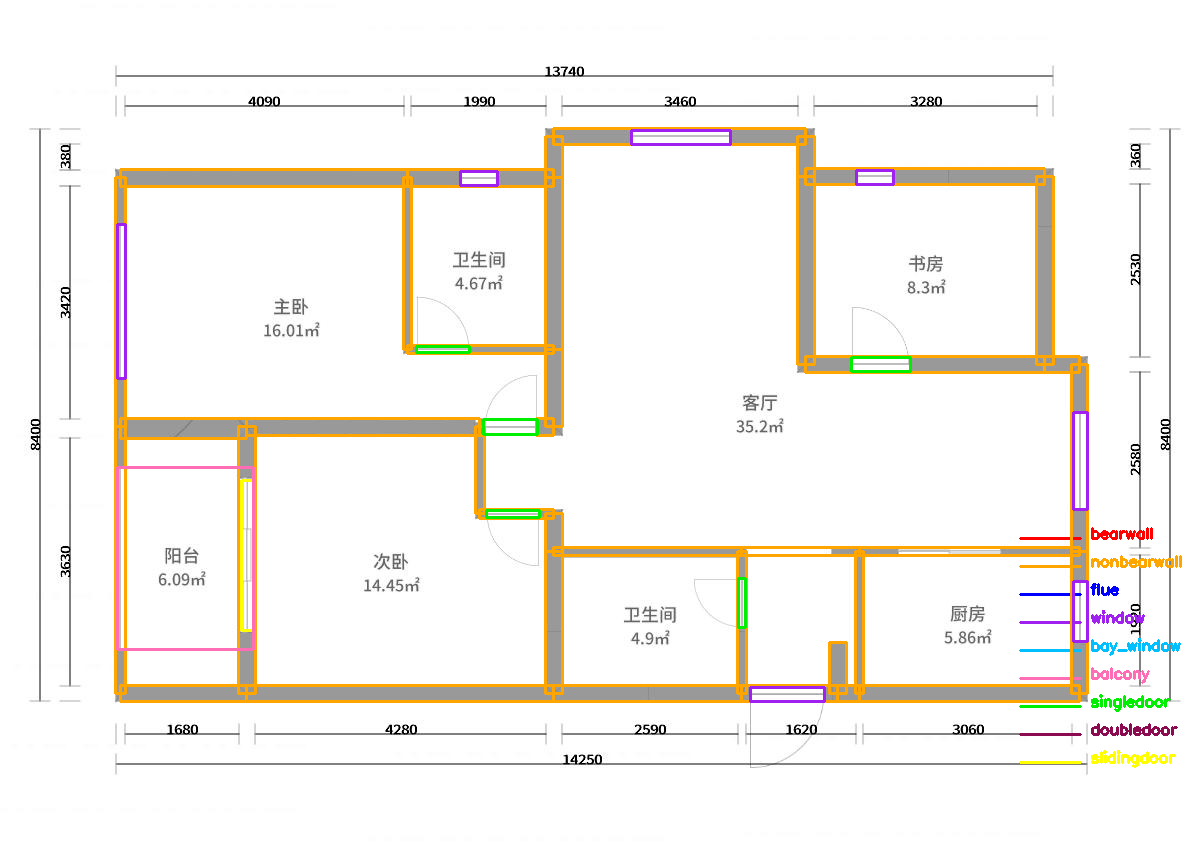 13740
4090
1990
3460
3280
380
360
3420
2530
8400
8400
2580
3630
1920
卫生间
4.67㎡
书房
8.3㎡
主卧
16.01㎡
客厅
35.2㎡
阳台
6.09㎡
次卧
14.45㎡
卫生间
4.9㎡
厨房
5.86㎡
bearwall
nonbearwall
flue
window
bay_window
balcony
singledoor
doubledoor
slidingdoor
1680
4280
2590
1620
3060
14250